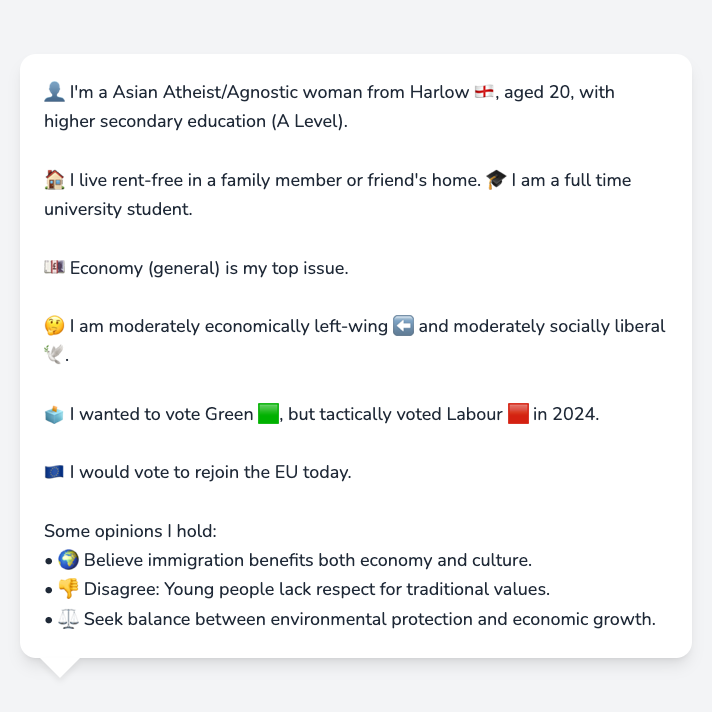 👤 I'm a Asian Atheist/Agnostic woman from Harlow 🏴󠁧󠁢󠁥󠁮󠁧󠁿, aged 20, with
higher secondary education (A Level).
🏠 I live rent-free in a family member or friend's home. 🎓 I am a full time
university student.
💷 Economy (general) is my top issue.
🤔 I am moderately economically left-wing ⬅️ and moderately socially liberal
🕊️.
🗳️ I wanted to vote Green 🟩, but tactically voted Labour 🟥 in 2024.
🇪🇺 I would vote to rejoin the EU today.
Some opinions I hold:
• 🌍 Believe immigration benefits both economy and culture.
• 👎 Disagree: Young people lack respect for traditional values.
• ⚖️ Seek balance between environmental protection and economic growth.